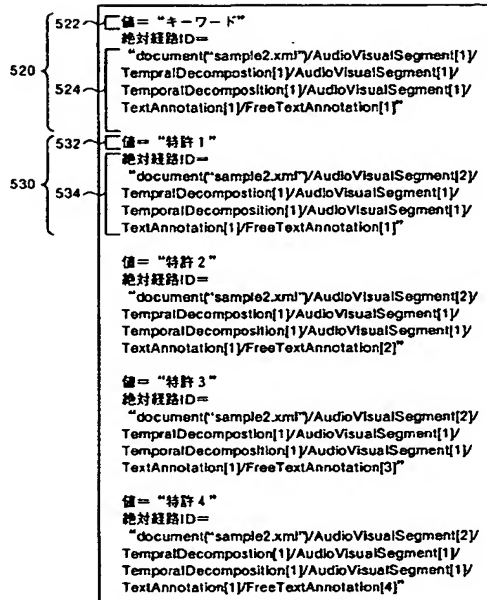 522 値= “キーワード”
絶対経路ID=
520 “document(“sample2.xml”)/AudioVisualSegment[1]/
524 TempralDecompostion[1]/AudioVisualSegment[1]/
TemporalDecomposition[1]/AudioVisualSegment[1]/
TextAnnotation[1]/FreeTextAnnotation[1]”
532 値= “特許1”
絶対経路ID=
530 534 “document(“sample2.xml”)/AudioVisualSegment[2]/
TempralDecompostion[1]/AudioVisualSegment[1]/
TemporalDecomposition[1]/AudioVisualSegment[1]/
TextAnnotation[1]/FreeTextAnnotation[1]”
値= “特許2”
絶対経路ID=
“document(“sample2.xml”)/AudioVisualSegment[2]/
TempralDecompostion[1]/AudioVisualSegment[1]/
TemporalDecomposition[1]/AudioVisualSegment[1]/
TextAnnotation[1]/FreeTextAnnotation[2]”
値= “特許3”
絶対経路ID=
“document(“sample2.xml”)/AudioVisualSegment[2]/
TempralDecompostion[1]/AudioVisualSegment[1]/
TemporalDecomposition[1]/AudioVisualSegment[1]/
TextAnnotation[1]/FreeTextAnnotation[3]”
値= “特許4”
絶対経路ID=
“document(“sample2.xml”)/AudioVisualSegment[2]/
TempralDecompostion[1]/AudioVisualSegment[1]/
TemporalDecomposition[1]/AudioVisualSegment[1]/
TextAnnotation[1]/FreeTextAnnotation[4]”